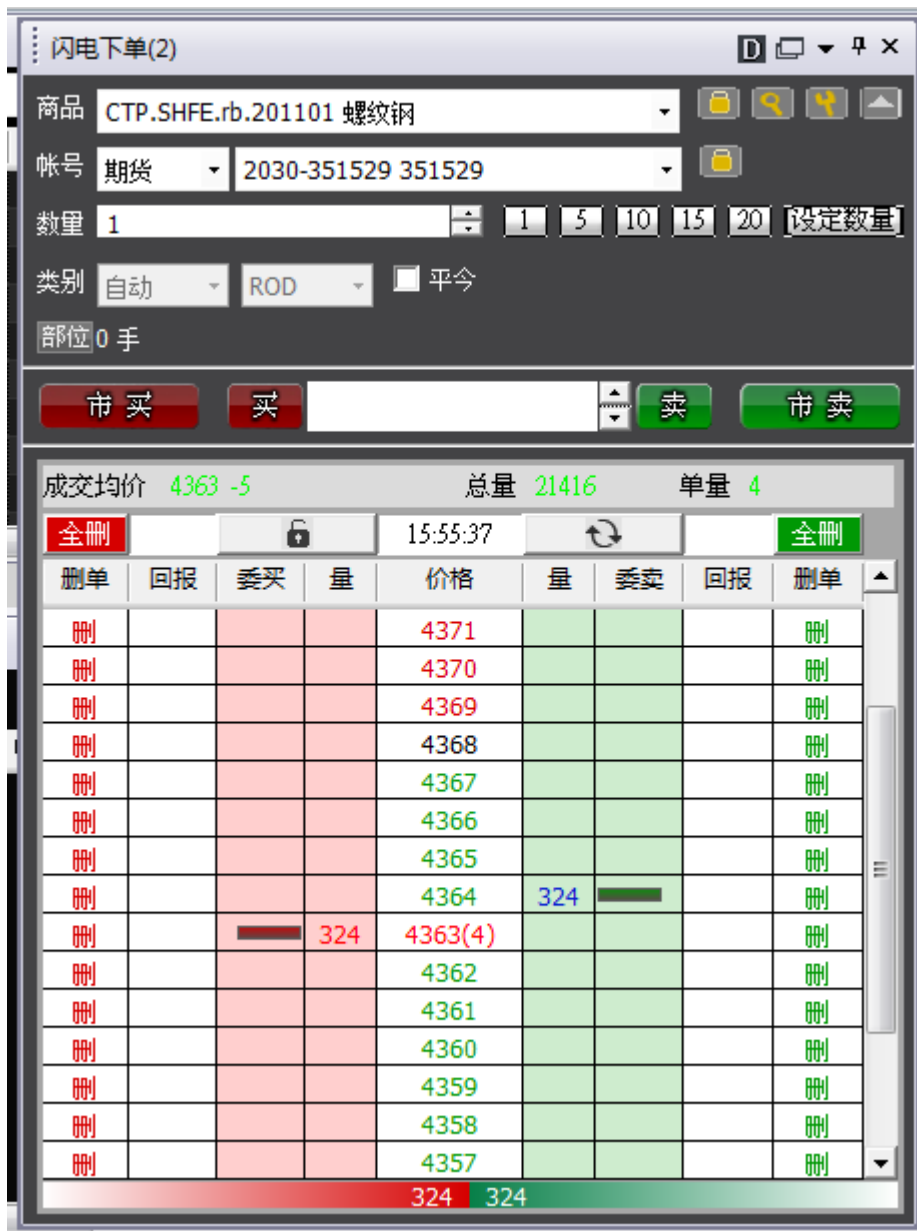 闪电下单(2) D
商品 CTP.SHFE.rb.201101 螺纹钢
帐号 期货 2030-351529 351529
数量 1 1 5 10 15 20 设定数量
类别 自动 ROD 平今
部位 0 手
市买 买 卖 市卖
成交均价 4363 -5 总量 21416 单量 4
全删 15:55:37 全删
删单 回报 委买 量 价格 量 委卖 回报 删单
删 4371 删
删 4370 删
删 4369 删
删 4368 删
删 4367 删
删 4366 删
删 4365 删
删 4364 324 删
删 324 4363(4) 删
删 4362 删
删 4361 删
删 4360 删
删 4359 删
删 4358 删
删 4357 删
324 324